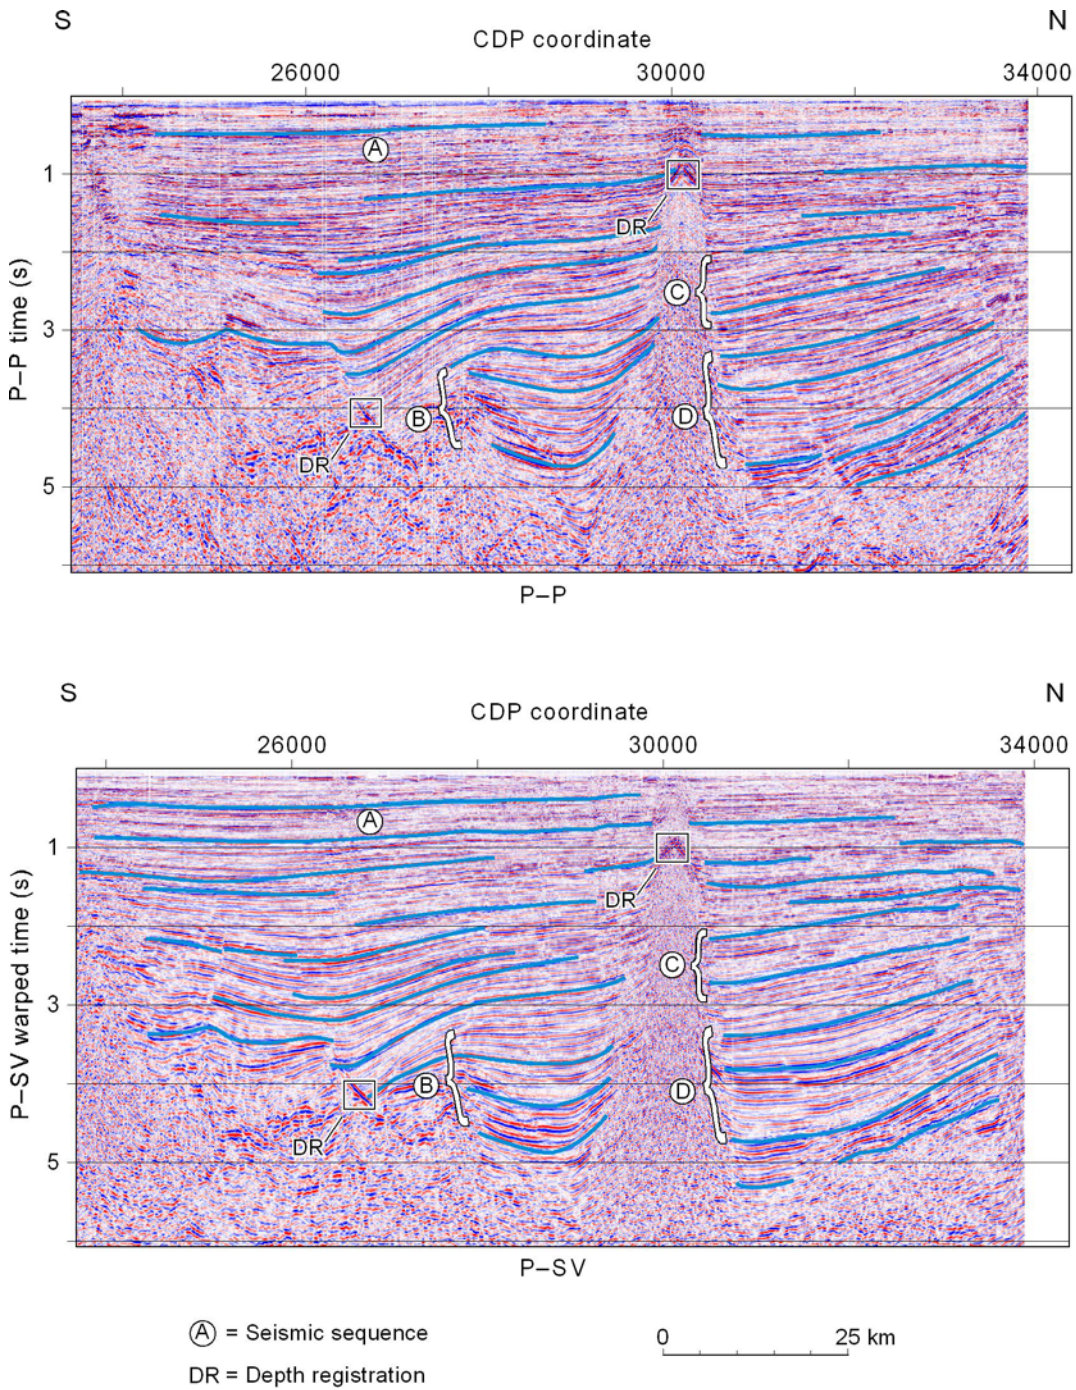 S
N
CDP coordinate
26000 30000 34000
A
1
DR
P–P time (s)
C
3
B
D
DR
5
P–P
S
N
CDP coordinate
26000 30000 34000
A
1
DR
P–SV warped time (s)
C
3
B
D
DR
5
P–SV
A = Seismic sequence
0 25 km
DR = Depth registration